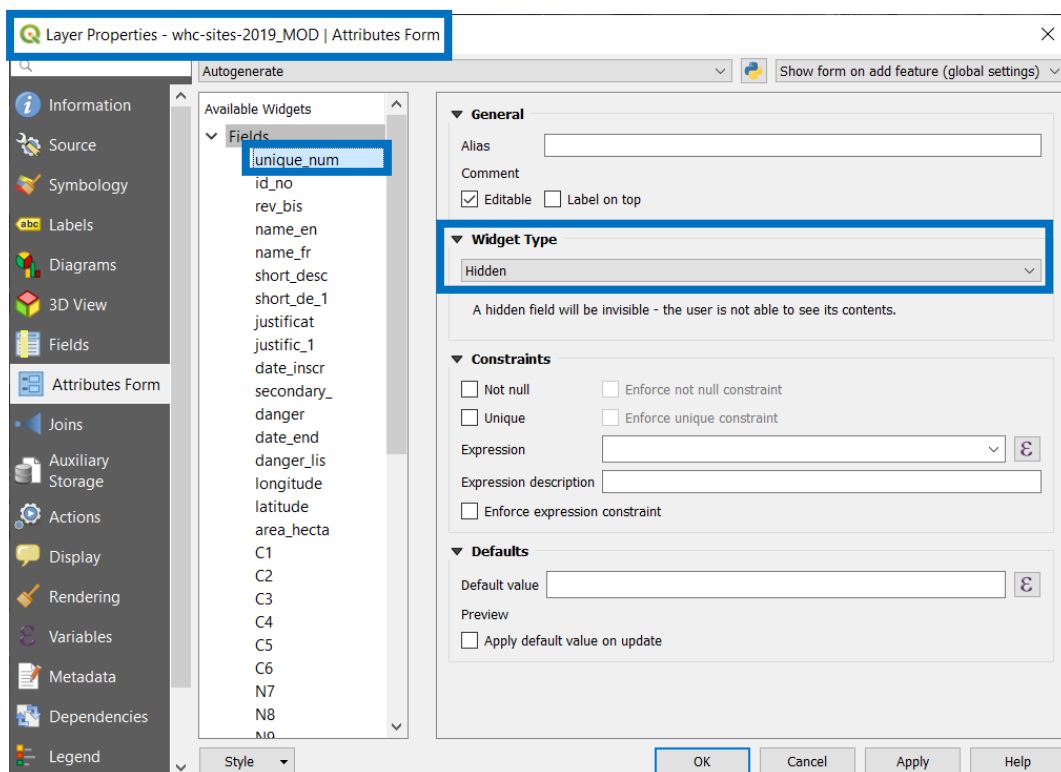 Layer Properties - whc-sites-2019_MOD | Attributes Form
Autogenerate
Show form on add feature (global settings)
Information
Source
Symbology
abc Labels
Diagrams
3D View
Fields
Attributes Form
Joins
Auxiliary
Storage
Actions
Display
Rendering
Variables
Metadata
Dependencies
Legend
Available Widgets
Fields
unique_num
id_no
rev_bis
name_en
name_fr
short_desc
short_de_1
justificat
justific_1
date_inscr
secondary_
danger
date_end
danger_lis
longitude
latitude
area_hecta
C1
C2
C3
C4
C5
C6
N7
N8
N9
Style
General
Alias
Comment
Editable
Label on top
Widget Type
Hidden
A hidden field will be invisible - the user is not able to see its contents.
Constraints
Not null
Enforce not null constraint
Unique
Enforce unique constraint
Expression
ε
Expression description
Enforce expression constraint
Defaults
Default value
ε
Preview
Apply default value on update
OK
Cancel
Apply
Help